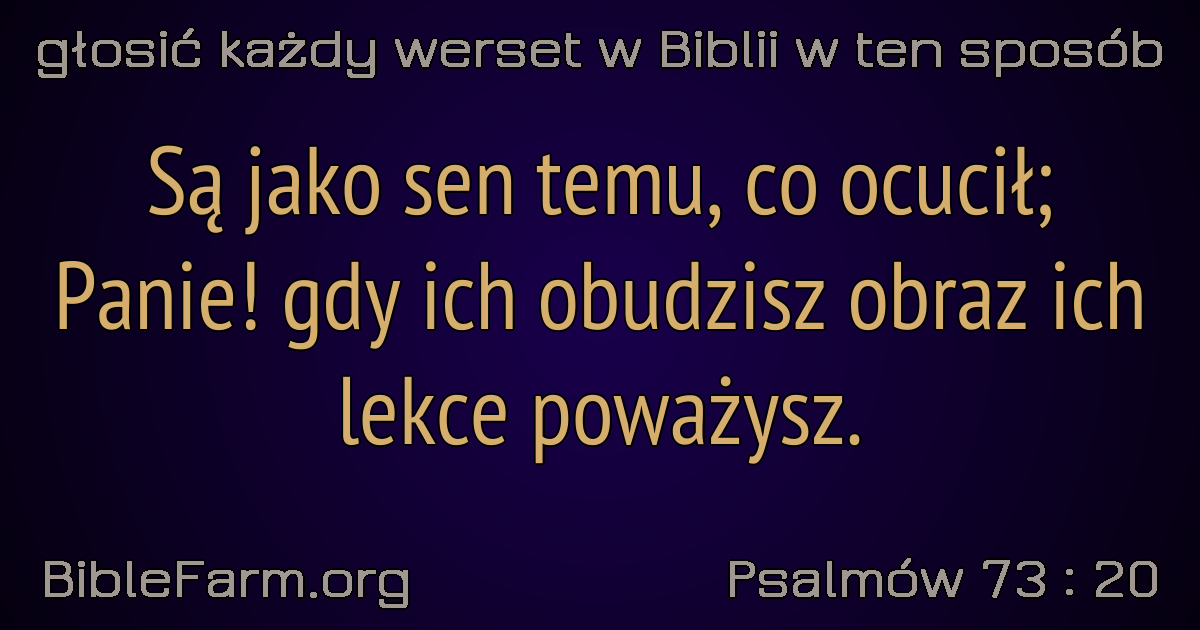 głosić każdy werset w Biblii w ten sposób
Są jako sen temu, co ocucił;
Panie! gdy ich obudzisz obraz ich
lekce poważysz.
BibleFarm.org
Psalmów 73 : 20